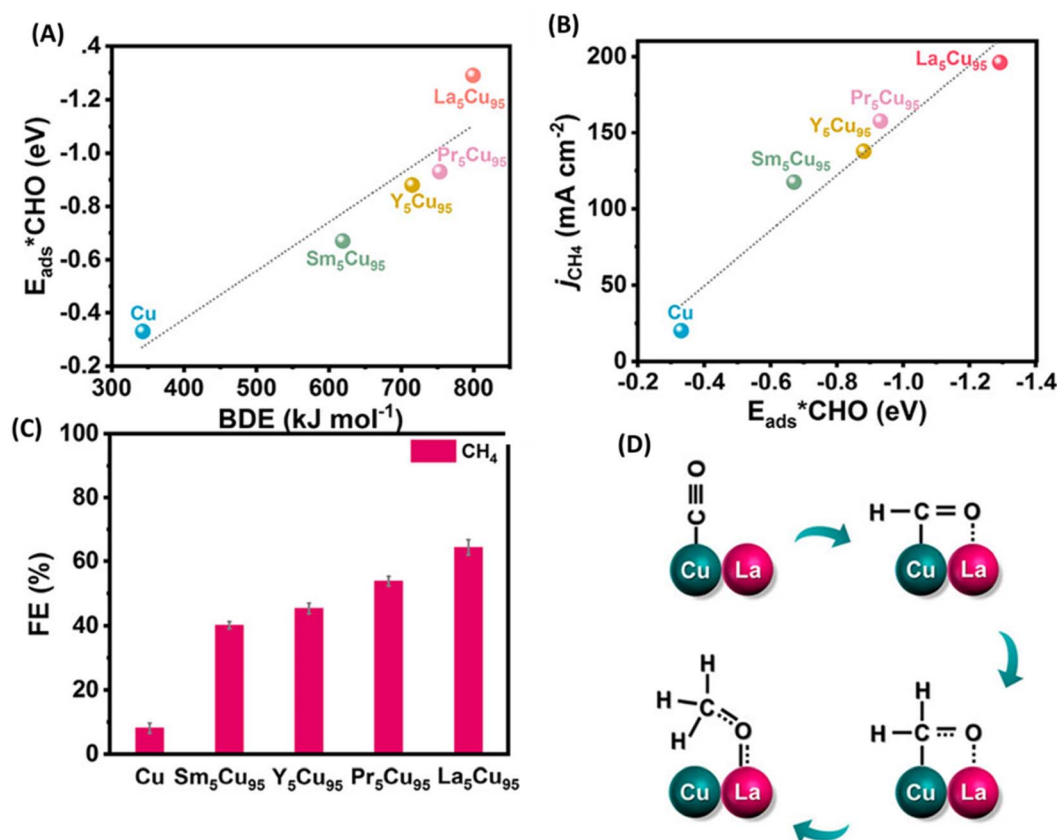 (A)
.4
-1.2
-1.0
-0.8
-0.6
-0.4
-0.2
E_ads*CHO (eV)
La₅Cu₉₅
Pr₅Cu₉₅
Y₅Cu₉₅
Sm₅Cu₉₅
Cu
300 400 500 600 700 800
BDE (kJ mol⁻¹)
(B)
200
150
100
50
0
j_CH4 (mA cm⁻²)
La₅Cu₉₅
Pr₅Cu₉₅
Y₅Cu₉₅
Sm₅Cu₉₅
Cu
-0.2 -0.4 -0.6 -0.8 -1.0 -1.2 -1.4
E_ads*CHO (eV)
(C)
100
80
60
40
20
0
FE (%)
CH₄
Cu Sm₅Cu₉₅ Y₅Cu₉₅ Pr₅Cu₉₅ La₅Cu₉₅
(D)
O
C
Cu La
H C O
Cu La
H
H C O
Cu La
H
H C
H O
Cu La